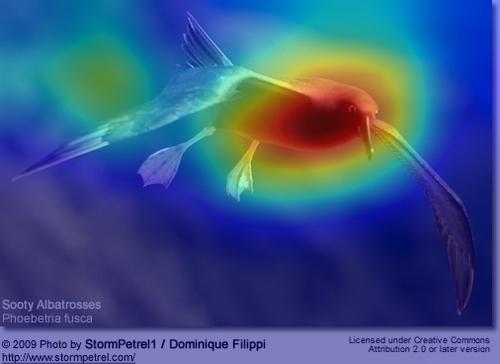 Sooty Albatrosses
Phoebetria fusca
© 2009 Photo by StormPetrel1 / Dominique Filippi
http://www.stormpetrel.com/
Licensed under Creative Commons
Attribution 2.0 or later version